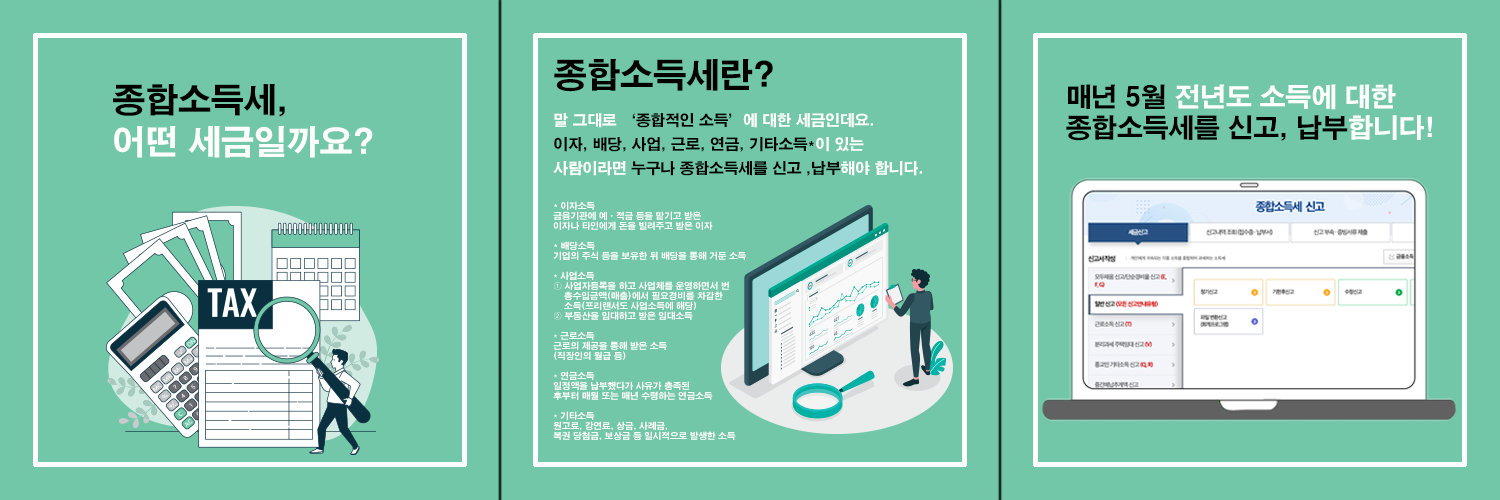 종합소득세,
어떤 세금일까요?
TAX
종합소득세란?
말 그대로 ‘종합적인 소득’ 에 대한 세금인데요.
이자, 배당, 사업, 근로, 연금, 기타소득*이 있는
사람이라면 누구나 종합소득세를 신고 ,납부해야 합니다.
• 이자소득
금융기관에 예 · 적금 등을 맡기고 받은
이자나 타인에게 돈을 빌려주고 받은 이자
• 배당소득
기업의 주식 등을 보유한 뒤 배당을 통해 거둔 소득
• 사업소득
① 사업자등록을 하고 사업체를 운영하면서 번
총수입금액(매출)에서 필요경비를 차감한
소득(프리랜서도 사업소득에 해당)
② 부동산을 임대하고 받은 임대소득
• 근로소득
근로의 제공을 통해 받은 소득
(직장인의 월급 등)
• 연금소득
일정액을 납부했다가 사유가 충족된
후부터 매월 또는 매년 수령하는 연금소득
• 기타소득
원고료, 강연료, 상금, 사례금,
복권 당첨금, 보상금 등 일시적으로 발생한 소득
매년 5월 전년도 소득에 대한
종합소득세를 신고, 납부합니다!
종합소득세 신고
세금신고
신고내역 조회 (접수증 · 납부서)
신고 부속 · 증빙서류 제출
신고서작성
금융소득
모두채움 신고/단순경비율 신고 (E,
F, G)
일반 신고 (모든 신고안내유형)
근로소득 신고 (T)
분리과세 주택임대 신고 (V)
종교인 기타소득 신고 (Q, R)
중간예납추계액 신고
정기신고
기한후신고
수정신고
파일 변환신고
(회계프로그램)